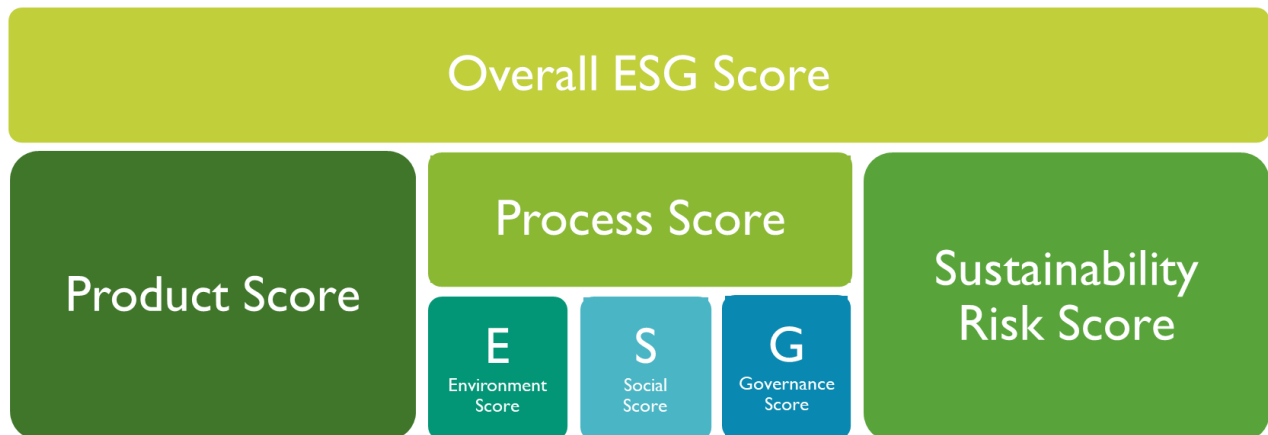 Overall ESG Score
Product Score
Process Score
E
Environment
Score
S
Social
Score
G
Governance
Score
Sustainability
Risk Score